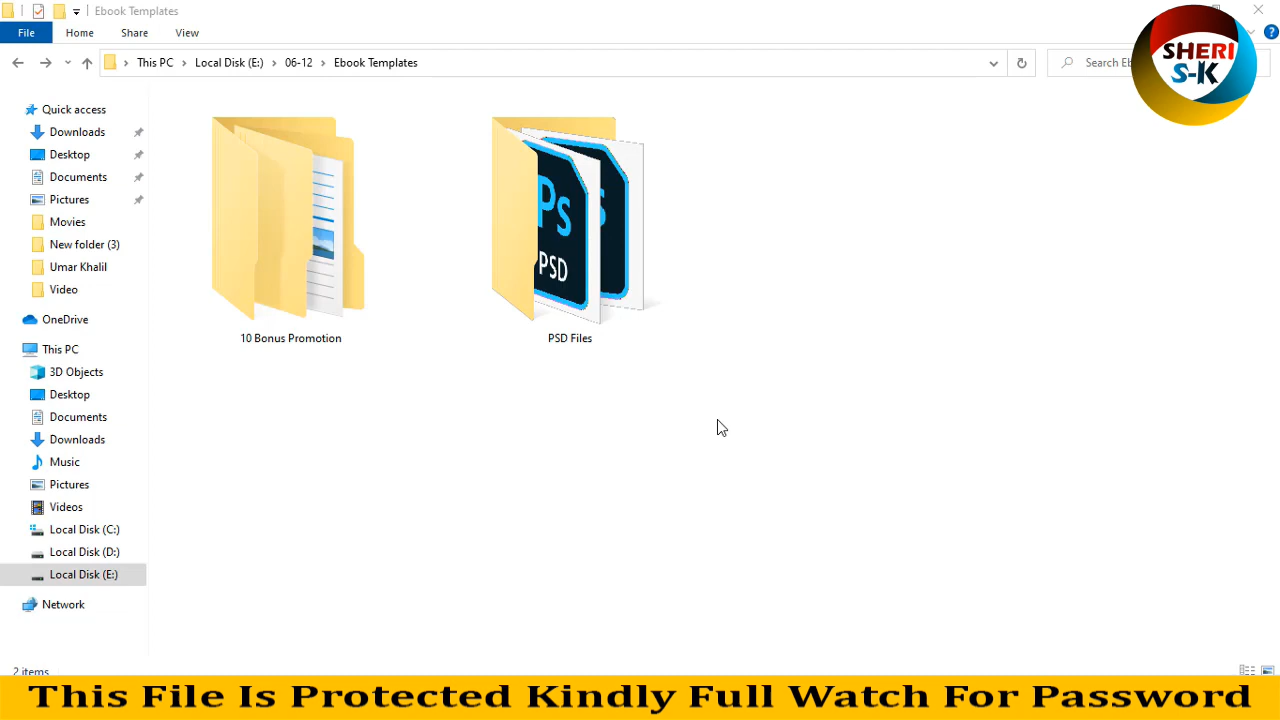 Ebook Templates
File Home Share View
This PC Local Disk (E:) 06-12 Ebook Templates
Search Eb
SHERI
S-K
Quick access
Downloads
Desktop
Documents
Pictures
Movies
New folder (3)
Umar Khalil
Video
OneDrive
This PC
3D Objects
Desktop
Documents
Downloads
Music
Pictures
Videos
Local Disk (C:)
Local Disk (D:)
Local Disk (E:)
Network
Ps
PSD
10 Bonus Promotion
PSD Files
2 items
This File Is Protected Kindly Full Watch For Password